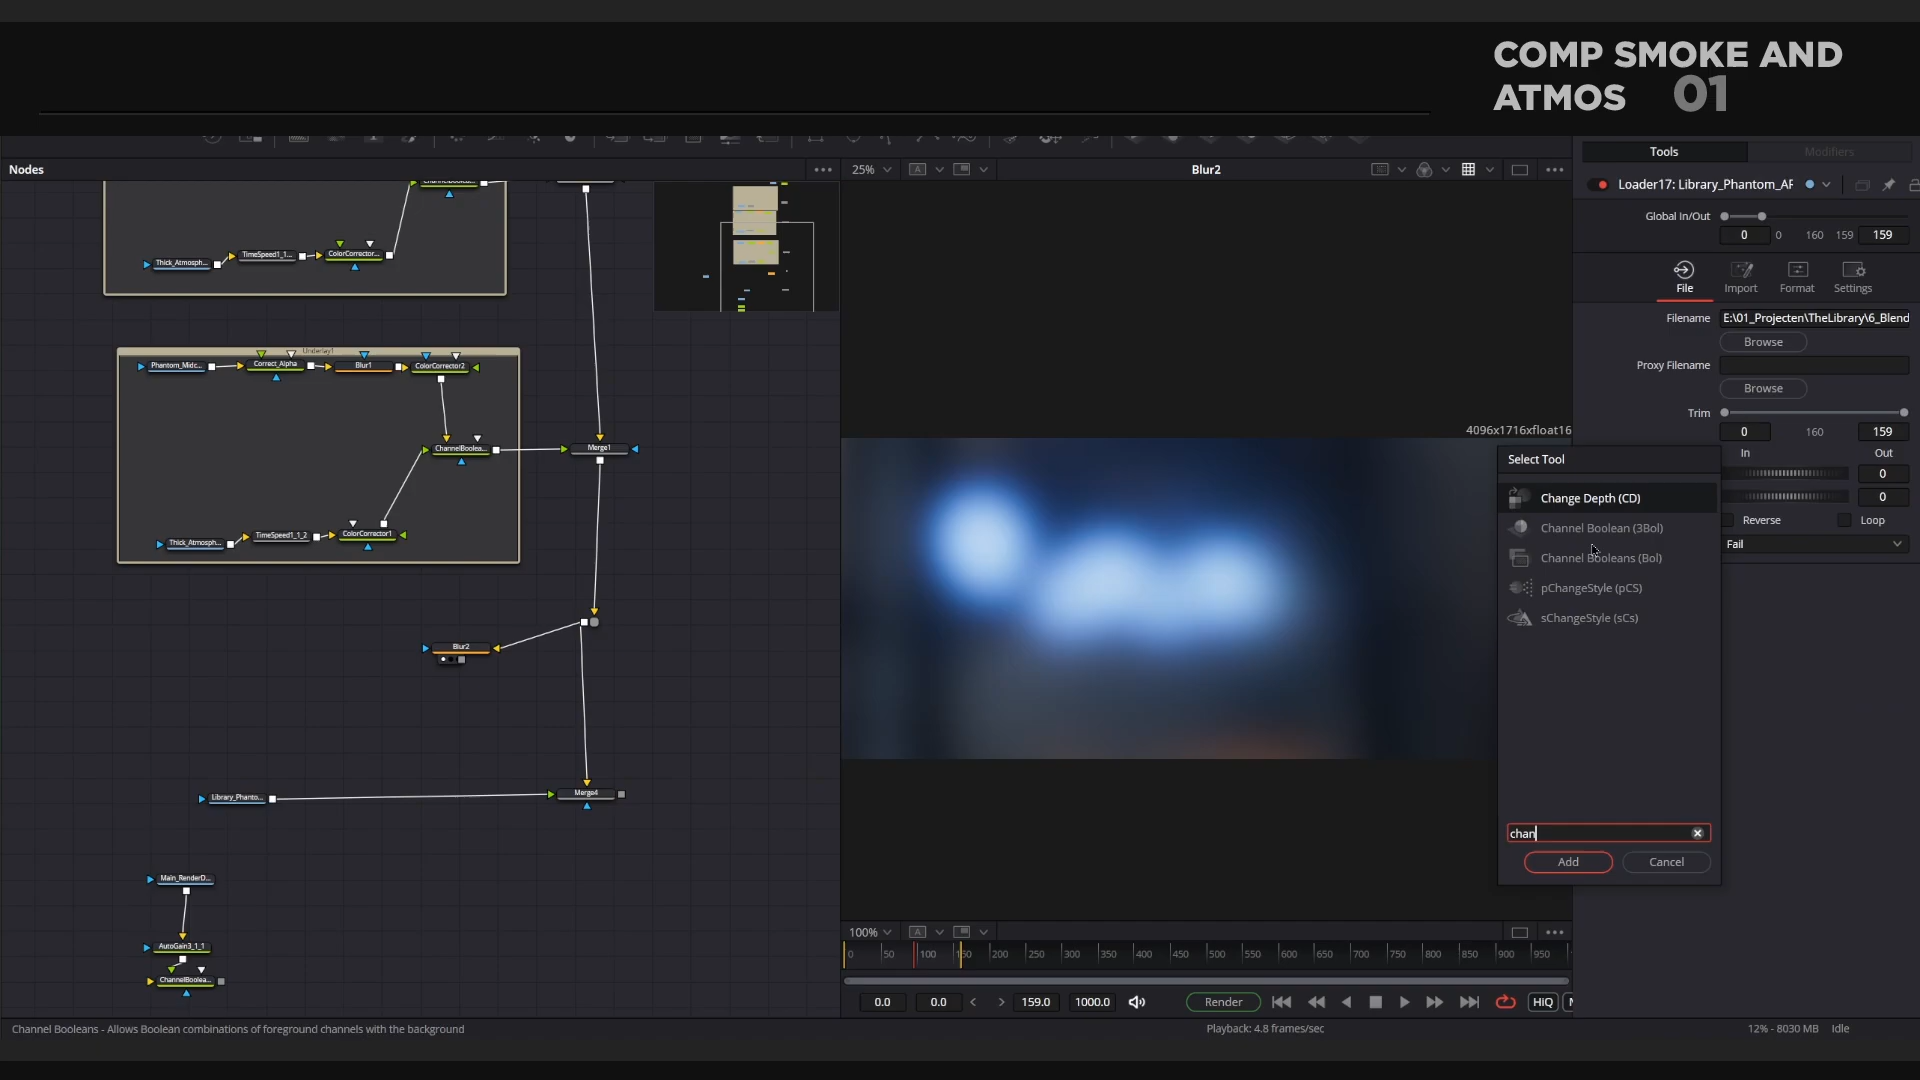 COMP SMOKE AND
ATMOS 01
Nodes
25%
A
Blur2
Tools
Modifiers
Loader17: Library_Phantom_AF
Global In/Out
0
0
160
159
159
File
Import
Format
Settings
Filename
E:\01_Projecten\TheLibrary\6_Blend
Browse
Proxy Filename
Browse
Trim
0
160
159
In
Out
0
0
Reverse
Loop
Fail
4096x1716xfloat16
Select Tool
Change Depth (CD)
Channel Boolean (3Bol)
Channel Booleans (Bol)
pChangeStyle (pCS)
sChangeStyle (sCs)
chan
Add
Cancel
Thick_Atmosph...
TimeSpeed1_1...
ColorCorrector...
Underlay1
Phantom_Midc...
Correct_Alpha
Blur1
ColorCorrector2
ChannelBoolea...
Merge1
Thick_Atmosph...
TimeSpeed1_1_2
ColorCorrector1
Blur2
Library_Phanto...
Merge4
Main_RenderD...
AutoGain3_1_1
ChannelBoolea...
100%
A
0 50 100 150 200 250 300 350 400 450 500 550 600 650 700 750 800 850 900 950
0.0
0.0
159.0
1000.0
Render
HiQ
Channel Booleans - Allows Boolean combinations of foreground channels with the background
Playback: 4.8 frames/sec
12% - 8030 MB
Idle